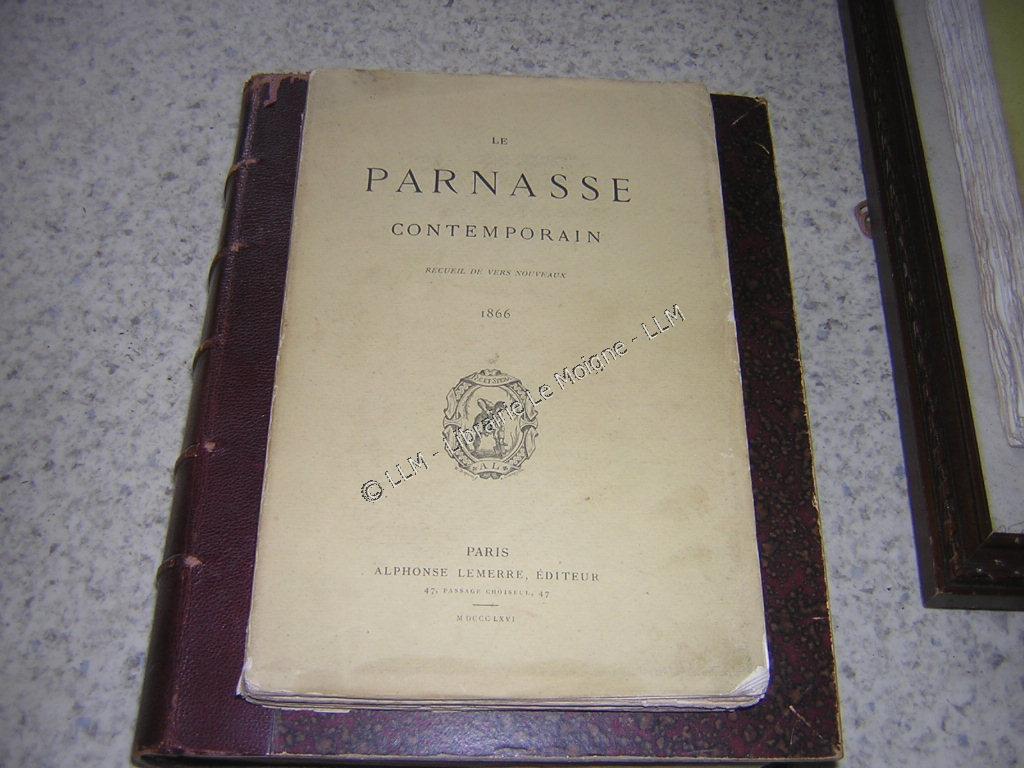 LE
PARNASSE
CONTEMPORAIN
RECUEIL DE VERS NOUVEAUX
1866
© LLM - Librairie Le Moigne - LLM
A L
PARIS
ALPHONSE LEMERRE, ÉDITEUR
47, PASSAGE CHOISEUL, 47
MDCCCLXVI